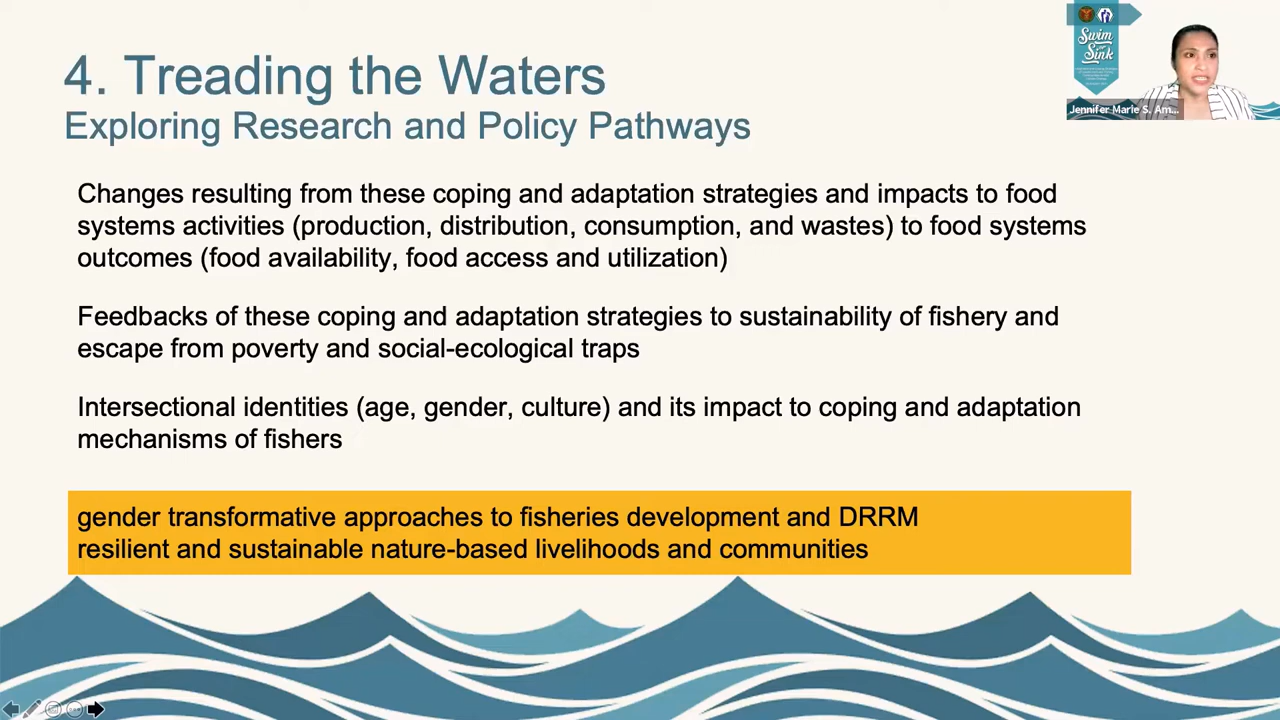 4. Treading the Waters
Exploring Research and Policy Pathways
Changes resulting from these coping and adaptation strategies and impacts to food
systems activities (production, distribution, consumption, and wastes) to food systems
outcomes (food availability, food access and utilization)
Feedbacks of these coping and adaptation strategies to sustainability of fishery and
escape from poverty and social-ecological traps
Intersectional identities (age, gender, culture) and its impact to coping and adaptation
mechanisms of fishers
gender transformative approaches to fisheries development and DRRM
resilient and sustainable nature-based livelihoods and communities
Swim
or
Sink
Jennifer Marie S. Am...